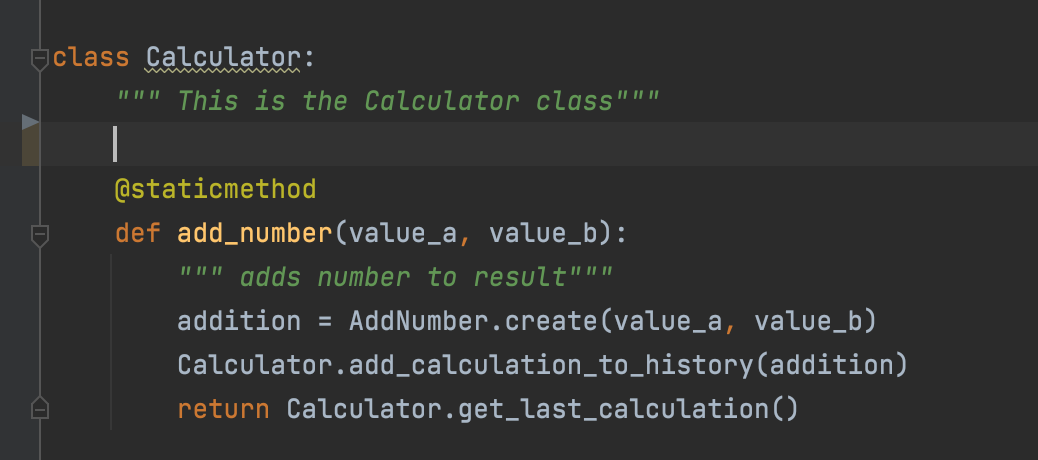 class Calculator:
    """ This is the Calculator class"""

    @staticmethod
    def add_number(value_a, value_b):
        """ adds number to result"""
        addition = AddNumber.create(value_a, value_b)
        Calculator.add_calculation_to_history(addition)
        return Calculator.get_last_calculation()